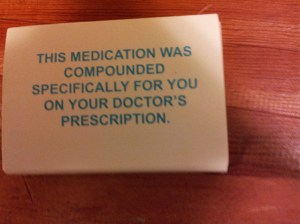 THIS MEDICATION WAS
COMPOUNDED
SPECIFICALLY FOR YOU
ON YOUR DOCTOR'S
PRESCRIPTION.